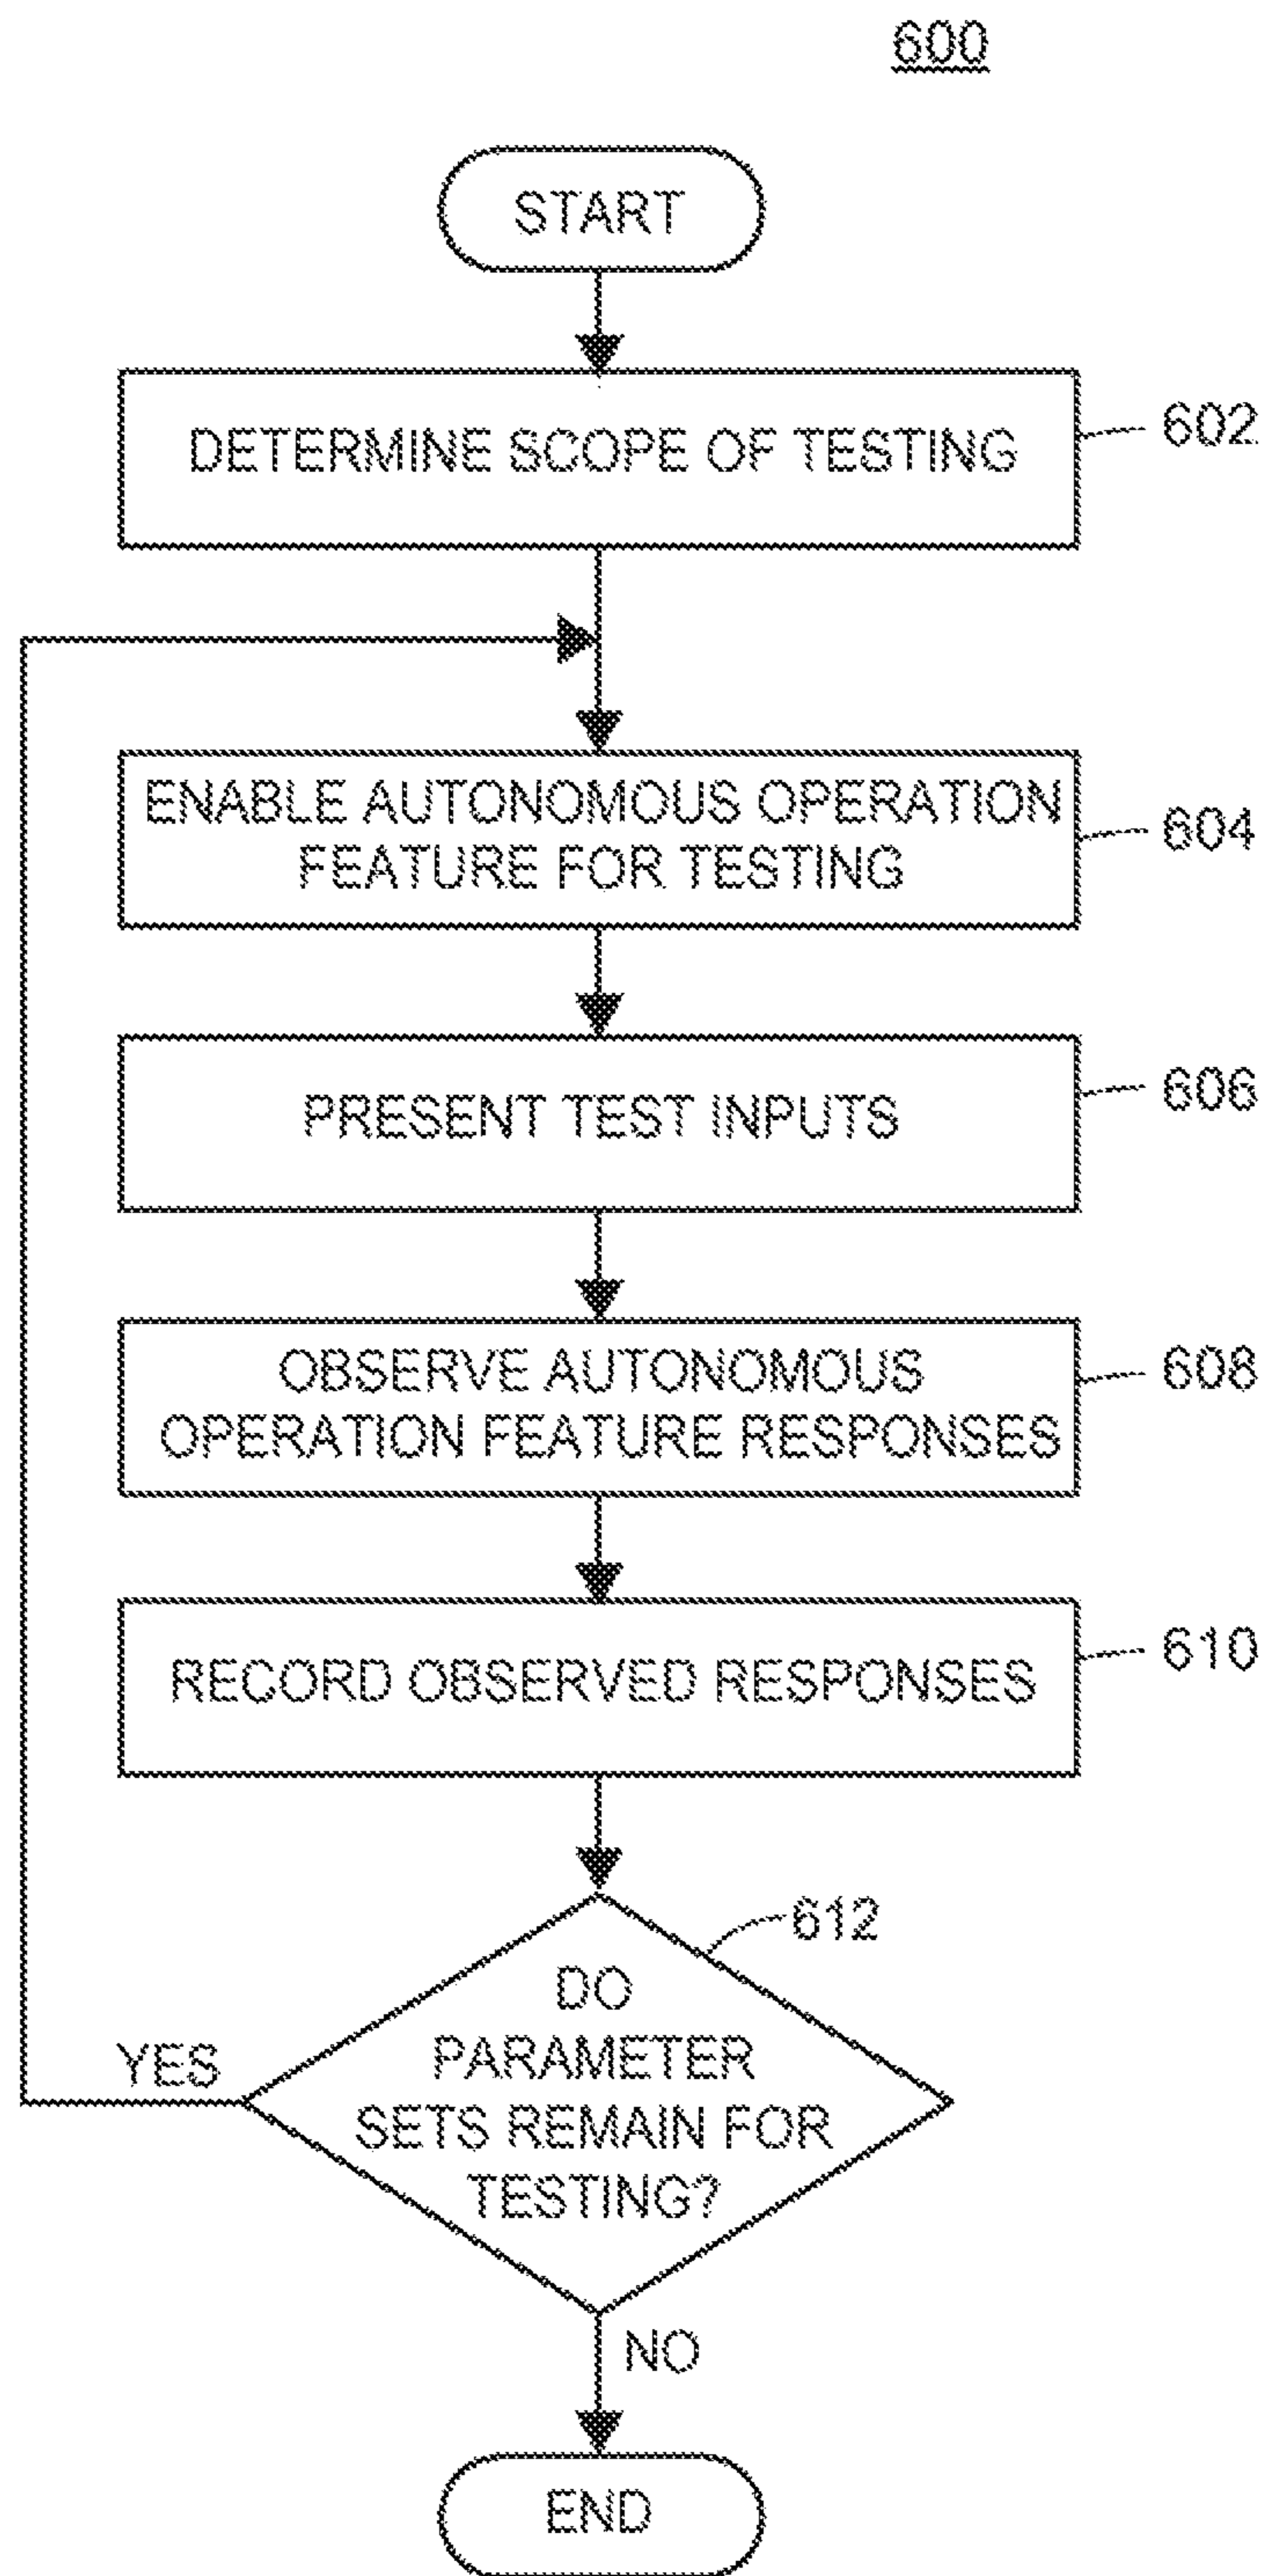 600
START
DETERMINE SCOPE OF TESTING
602
ENABLE AUTONOMOUS OPERATION
FEATURE FOR TESTING
604
PRESENT TEST INPUTS
606
OBSERVE AUTONOMOUS
OPERATION FEATURE RESPONSES
608
RECORD OBSERVED RESPONSES
610
612
DO
PARAMETER
SETS REMAIN FOR
TESTING?
YES
NO
END